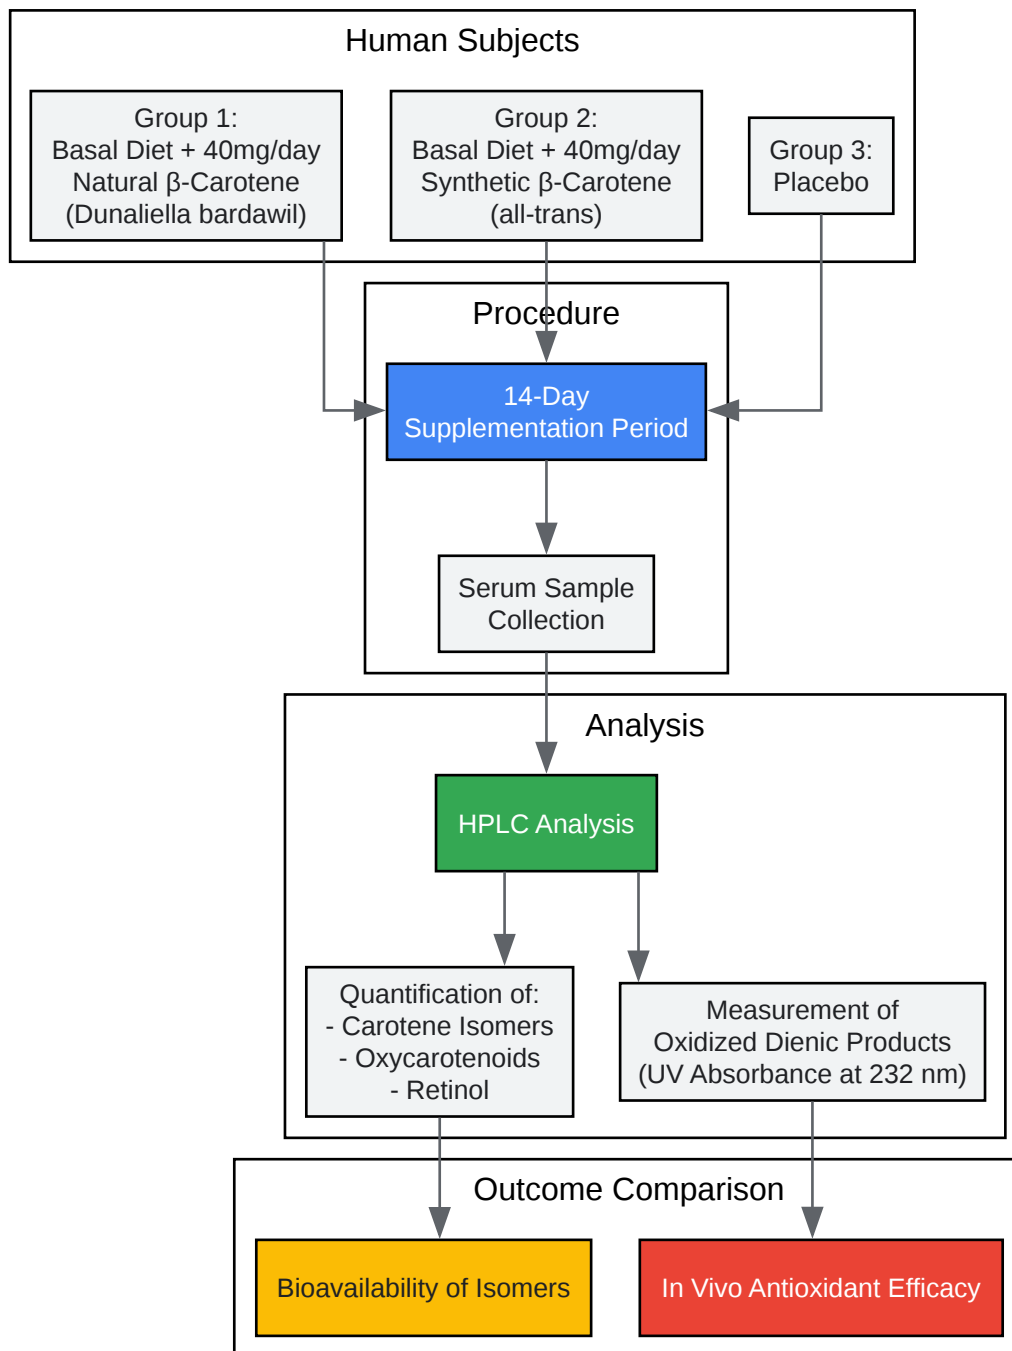 Human Subjects
Group 1:
Basal Diet + 40mg/day
Natural β-Carotene
(Dunaliella bardawil)
Group 2:
Basal Diet + 40mg/day
Synthetic β-Carotene
(all-trans)
Group 3:
Placebo
Procedure
14-Day
Supplementation Period
Serum Sample
Collection
Analysis
HPLC Analysis
Quantification of:
- Carotene Isomers
- Oxycarotenoids
- Retinol
Measurement of
Oxidized Dienic Products
(UV Absorbance at 232 nm)
Outcome Comparison
Bioavailability of Isomers
In Vivo Antioxidant Efficacy